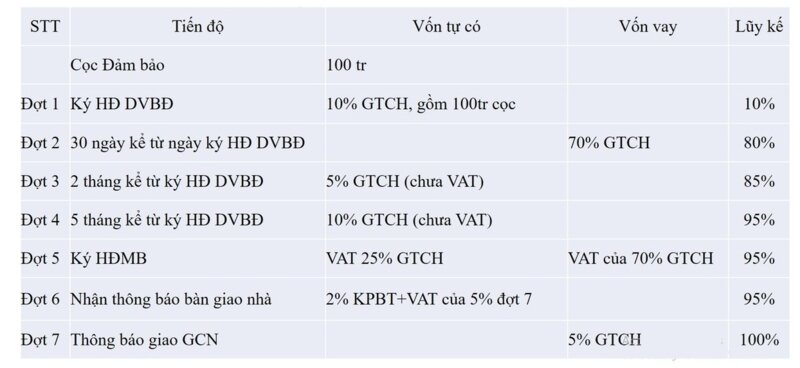 STT Tiến độ Vốn tự có Vốn vay Lũy kế
Cọc Đảm bảo 100 tr
Đợt 1 Ký HĐ DVBĐ 10% GTCH, gồm 100tr cọc 10%
Đợt 2 30 ngày kể từ ngày ký HĐ DVBĐ 70% GTCH 80%
Đợt 3 2 tháng kể từ ký HĐ DVBĐ 5% GTCH (chưa VAT) 85%
Đợt 4 5 tháng kể từ ký HĐ DVBĐ 10% GTCH (chưa VAT) 95%
Đợt 5 Ký HĐMB VAT 25% GTCH VAT của 70% GTCH 95%
Đợt 6 Nhận thông báo bàn giao nhà 2% KPBT+VAT của 5% đợt 7 95%
Đợt 7 Thông báo giao GCN 5% GTCH 100%